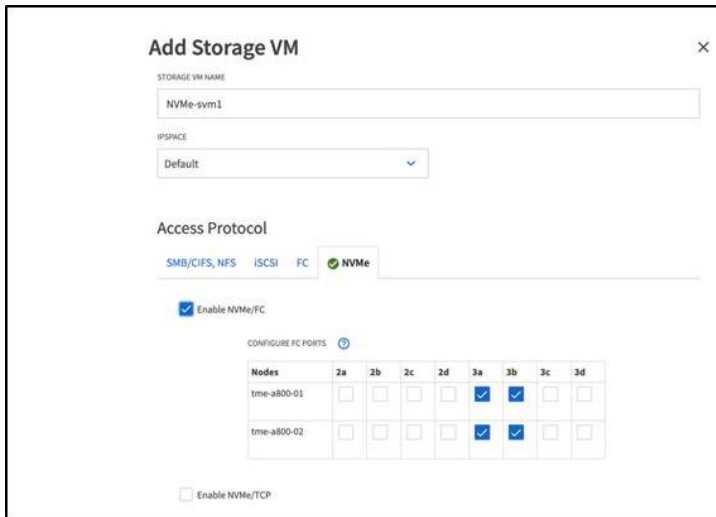 Add Storage VM
STORAGE VM NAME
NVMe-svm1
IPSPACE
Default
Access Protocol
SMB/CIFS, NFS iSCSI FC NVMe
Enable NVMe/FC
CONFIGURE FC PORTS ?
Nodes 2a 2b 2c 2d 3a 3b 3c 3d
tme-a800-01
tme-a800-02
Enable NVMe/TCP